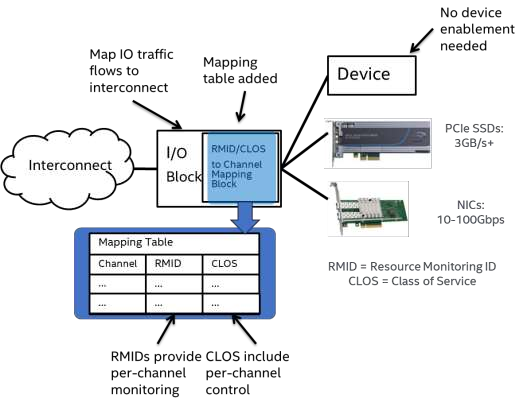 No device
enablement
needed
Map IO traffic
flows to
interconnect
Mapping
table added
Device
Interconnect
I/O
Block
RMID/CLOS
to Channel
Mapping
Block
PCIe SSDs:
3GB/s+
NICs:
10-100Gbps
Mapping Table
Channel RMID CLOS
... ... ...
... ... ...
RMID = Resource Monitoring ID
CLOS = Class of Service
RMIDs provide
per-channel
monitoring
CLOS include
per-channel
control